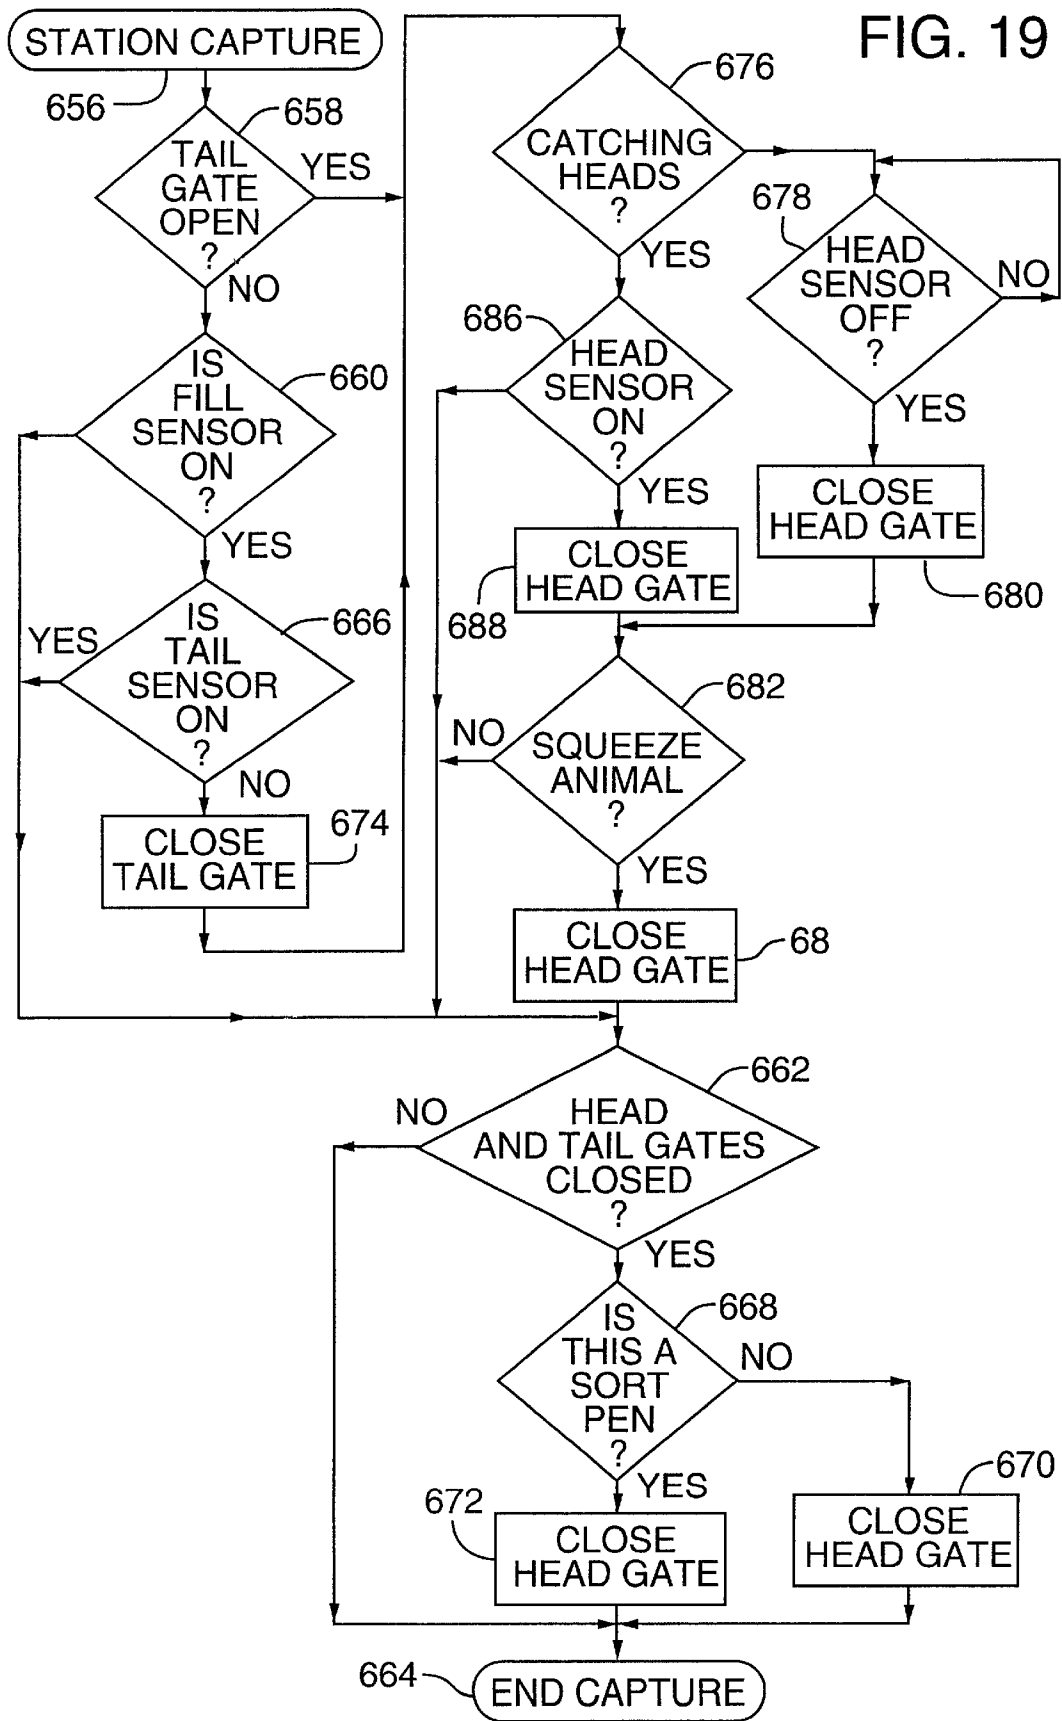 FIG. 19
STATION CAPTURE
656
658
TAIL
GATE
OPEN
?
YES
NO
660
IS
FILL
SENSOR
ON
?
YES
666
IS
TAIL
SENSOR
ON
?
YES
NO
674
CLOSE
TAIL GATE
676
CATCHING
HEADS
?
YES
678
HEAD
SENSOR
OFF
?
NO
YES
CLOSE
HEAD GATE
680
686
HEAD
SENSOR
ON
?
YES
CLOSE
HEAD GATE
688
682
SQUEEZE
ANIMAL
?
NO
YES
CLOSE
HEAD GATE
68
662
HEAD
AND TAIL GATES
CLOSED
?
NO
YES
668
IS
THIS A
SORT
PEN
?
NO
YES
672
CLOSE
HEAD GATE
670
CLOSE
HEAD GATE
664
END CAPTURE